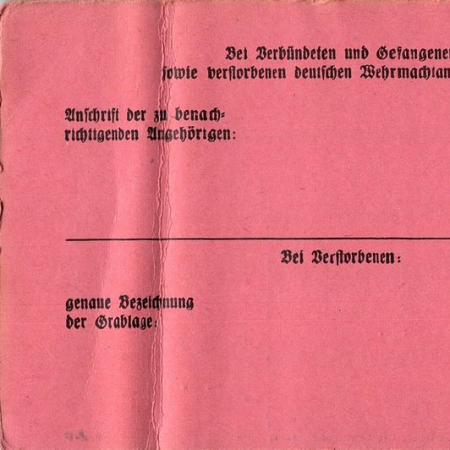 Bei Verbündeten und Gefangenen
sowie verstorbenen deutschen Wehrmachtan
Anschrift der zu benach-
richtigenden Angehörigen:
Bei Verstorbenen:
genaue Bezeichnung
der Grablage: